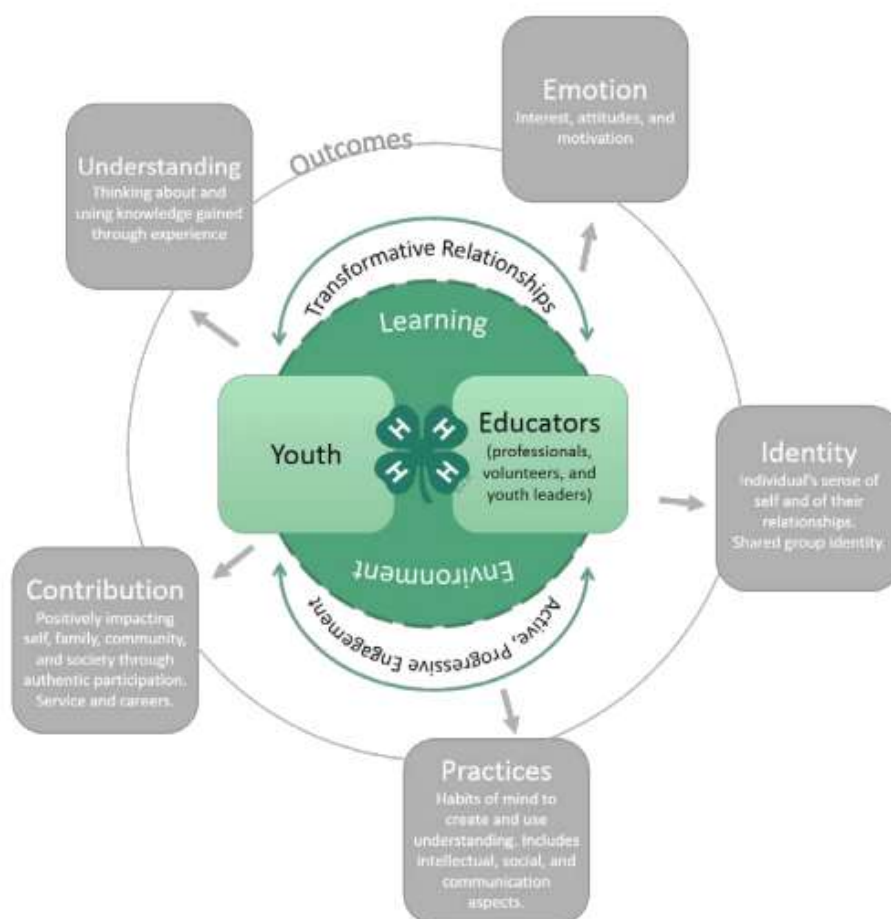 Emotion
Interest, attitudes, and
motivation
Outcomes
Understanding
Thinking about and
using knowledge gained
through experience
Transformative Relationships
Learning
Youth
H H
H H
Educators
(professionals,
volunteers, and
youth leaders)
Identity
Individual's sense of
self and of their
relationships.
Shared group identity.
Environment
Active, Progressive Engagement
Contribution
Positively impacting
self, family, community,
and society through
authentic participation.
Service and careers.
Practices
Habits of mind to
create and use
understanding. Includes
intellectual, social, and
communication
aspects.